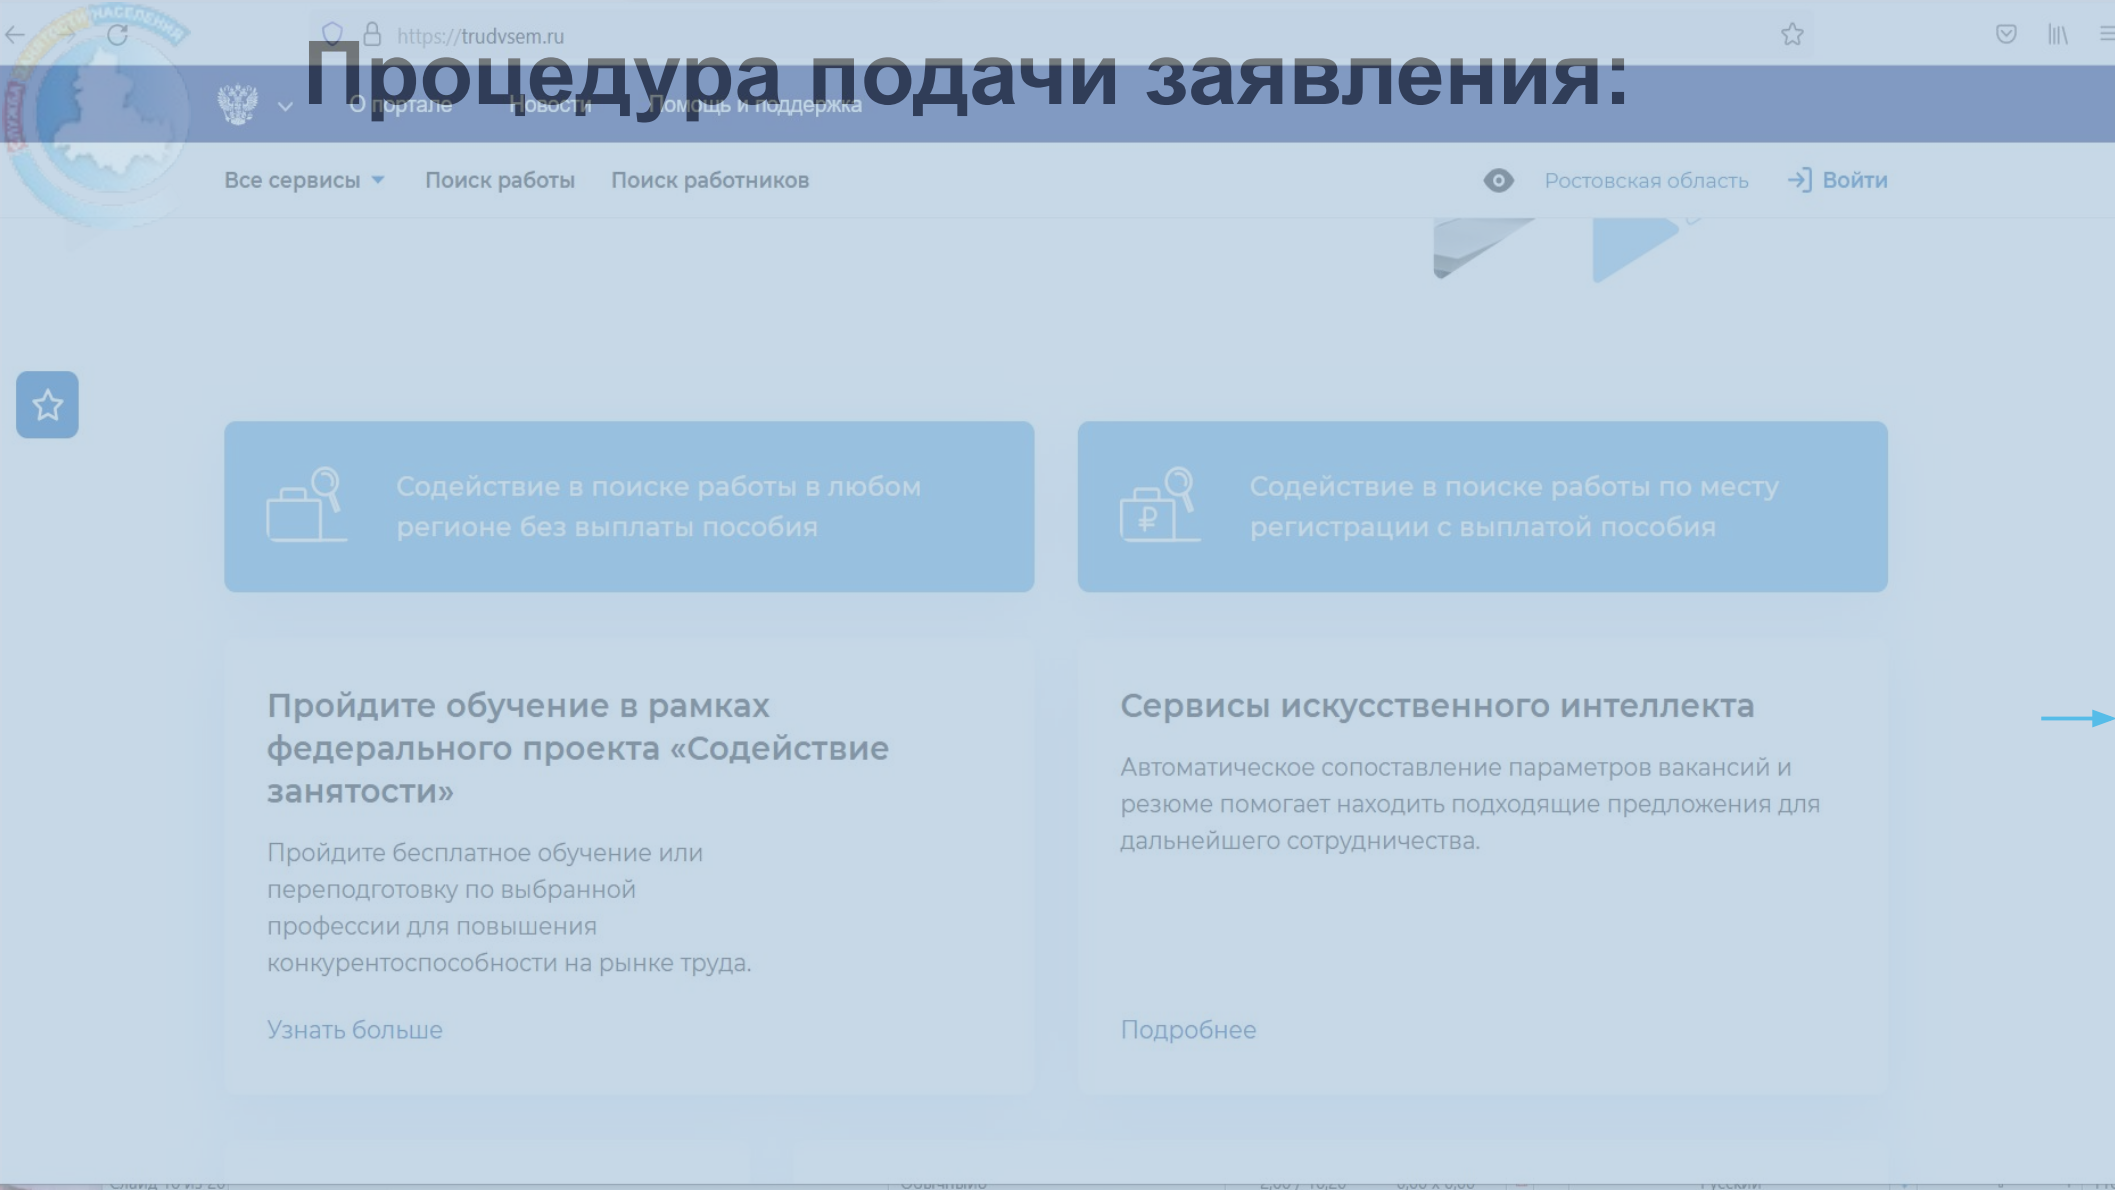 НАСЕЛЕНИЯ
https://trudvsem.ru
Процедура подачи заявления:
О портале Новости Помощь и поддержка
Все сервисы Поиск работы Поиск работников Ростовская область Войти
Содействие в поиске работы в любом
регионе без выплаты пособия
Содействие в поиске работы по месту
регистрации с выплатой пособия
Пройдите обучение в рамках
федерального проекта «Содействие
занятости»
Пройдите бесплатное обучение или
переподготовку по выбранной
профессии для повышения
конкурентоспособности на рынке труда.
Узнать больше
Сервисы искусственного интеллекта
Автоматическое сопоставление параметров вакансий и
резюме помогает находить подходящие предложения для
дальнейшего сотрудничества.
Подробнее